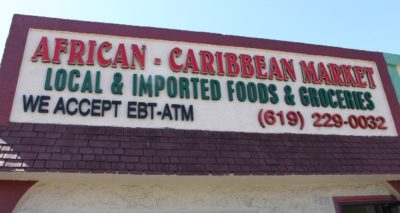 AFRICAN - CARIBBEAN MARKET
LOCAL & IMPORTED FOODS & GROCERIES
WE ACCEPT EBT-ATM (619) 229-0032